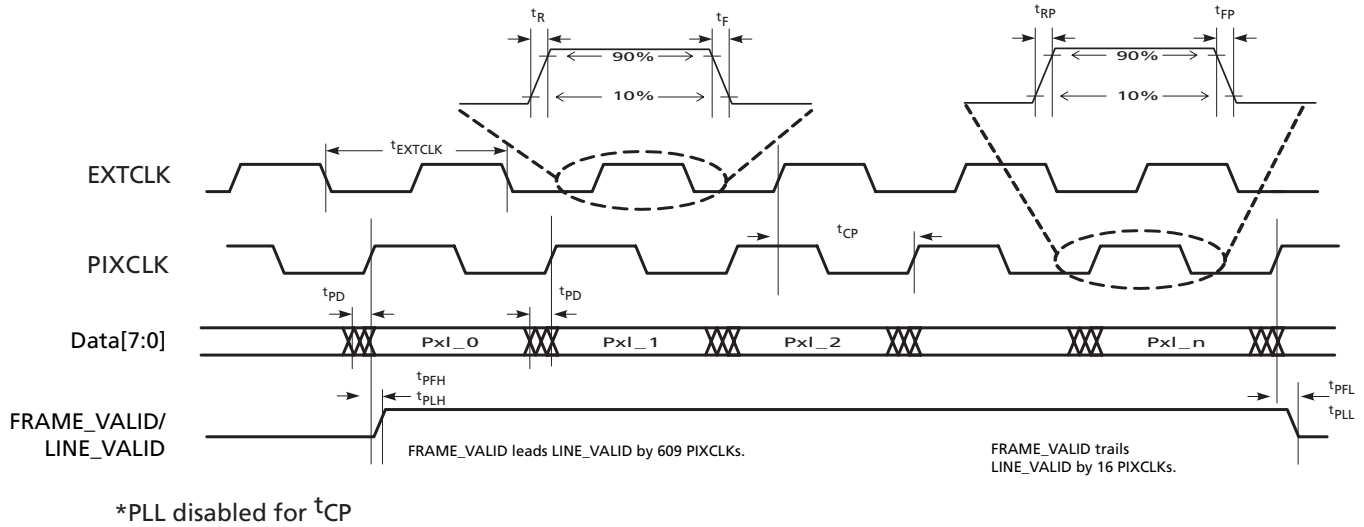 tR tF tRP tFP
90% 90%
10% 10%
tEXTCLK
EXTCLK
tCP
PIXCLK
tPD tPD
Data[7:0] Pxl_0 Pxl_1 Pxl_2 Pxl_n
tPFH tPFL
tPLH tPLL
FRAME_VALID/
LINE_VALID
FRAME_VALID leads LINE_VALID by 609 PIXCLKs.
FRAME_VALID trails
LINE_VALID by 16 PIXCLKs.
*PLL disabled for tCP